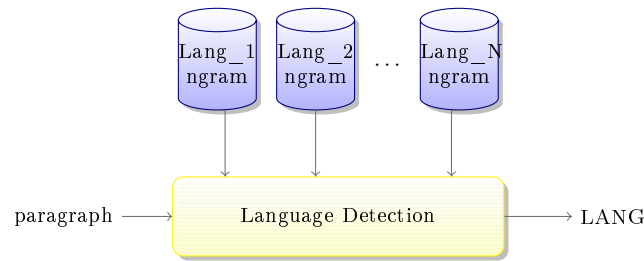 Lang_1
ngram
Lang_2
ngram
...
Lang_N
ngram
paragraph
Language Detection
LANG